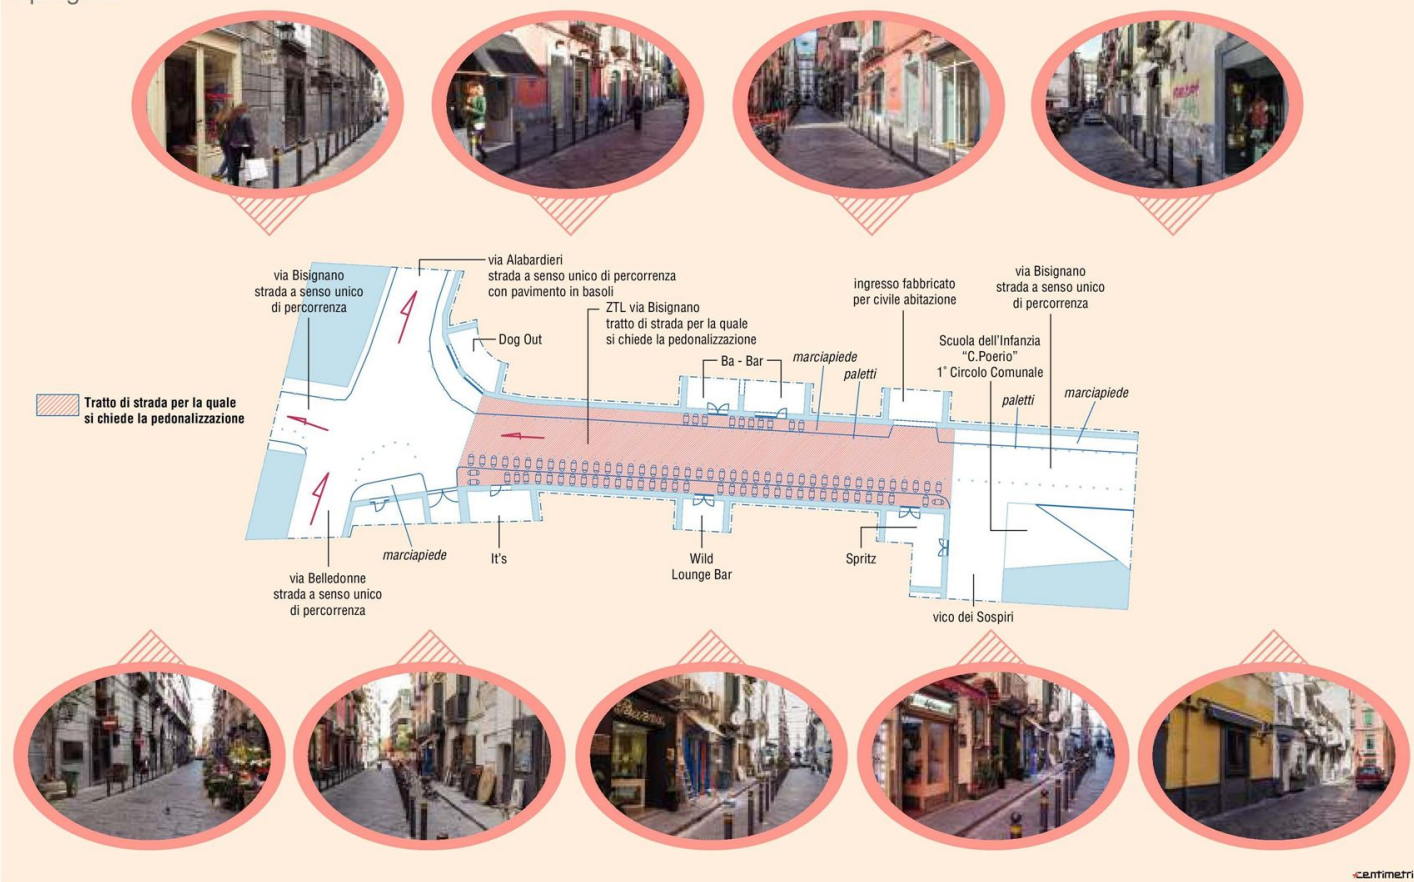 via Bisignano
strada a senso unico
di percorrenza
via Alabardieri
strada a senso unico di percorrenza
con pavimento in basoli
ZTL via Bisignano
tratto di strada per la quale
si chiede la pedonalizzazione
Dog Out
Ba - Bar
marciapiede
paletti
ingresso fabbricato
per civile abitazione
via Bisignano
strada a senso unico
di percorrenza
Scuola dell'Infanzia
“C.Poerio”
1° Circolo Comunale
paletti
marciapiede
Tratto di strada per la quale
si chiede la pedonalizzazione
marciapiede
It's
Wild
Lounge Bar
Spritz
via Belledonne
strada a senso unico
di percorrenza
vico dei Sospiri
centimetri